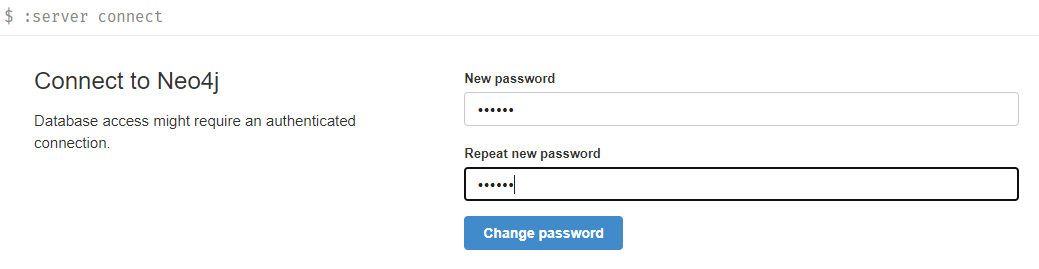 $ :server connect
Connect to Neo4j
Database access might require an authenticated
connection.
New password
••••••
Repeat new password
••••••
Change password